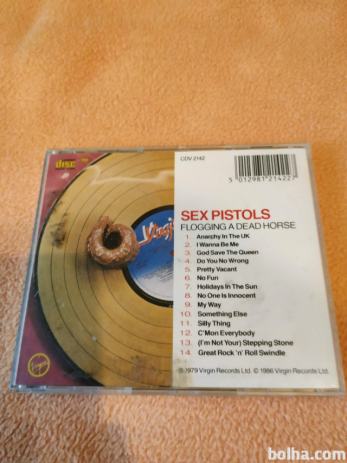 disc
CDV 2142
5 012981 214227
SEX PISTOLS
FLOGGING A DEAD HORSE
1. Anarchy In The UK
2. I Wanna Be Me
3. God Save The Queen
4. Do You No Wrong
5. Pretty Vacant
6. No Fun
7. Holidays In The Sun
8. No One Is Innocent
9. My Way
10. Something Else
11. Silly Thing
12. C'Mon Everybody
13. (I'm Not Your) Stepping Stone
14. Great Rock 'n' Roll Swindle
℗ 1979 Virgin Records Ltd. © 1986 Virgin Records Ltd.
Virgin
bolha.com